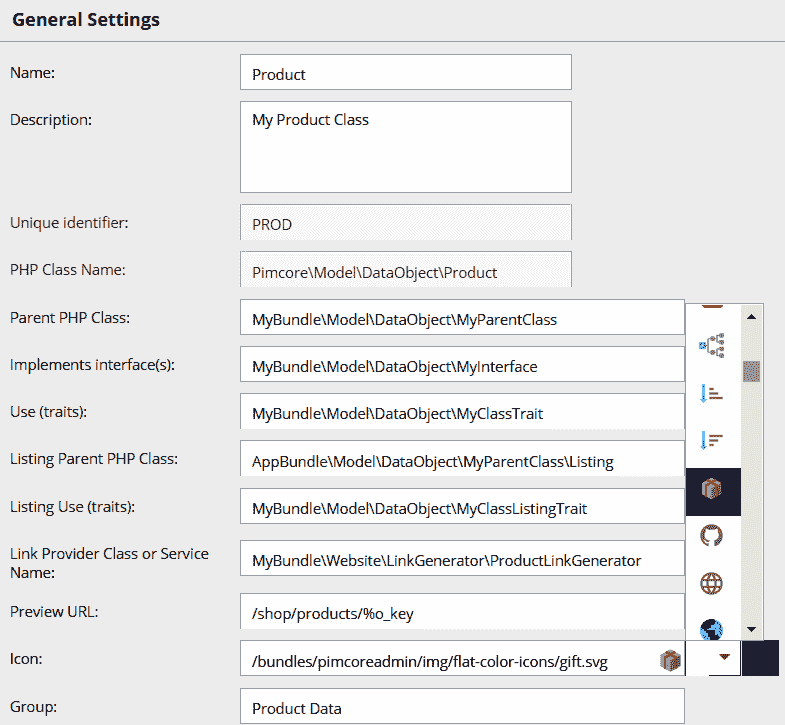 General Settings
Name:
Product
Description:
My Product Class
Unique identifier:
PROD
PHP Class Name:
Pimcore\Model\DataObject\Product
Parent PHP Class:
MyBundle\Model\DataObject\MyParentClass
Implements interface(s):
MyBundle\Model\DataObject\MyInterface
Use (traits):
MyBundle\Model\DataObject\MyClassTrait
Listing Parent PHP Class:
AppBundle\Model\DataObject\MyParentClass\Listing
Listing Use (traits):
MyBundle\Model\DataObject\MyClassListingTrait
Link Provider Class or Service
Name:
MyBundle\Website\LinkGenerator\ProductLinkGenerator
Preview URL:
/shop/products/%o_key
Icon:
/bundles/pimcoreadmin/img/flat-color-icons/gift.svg
Group:
Product Data